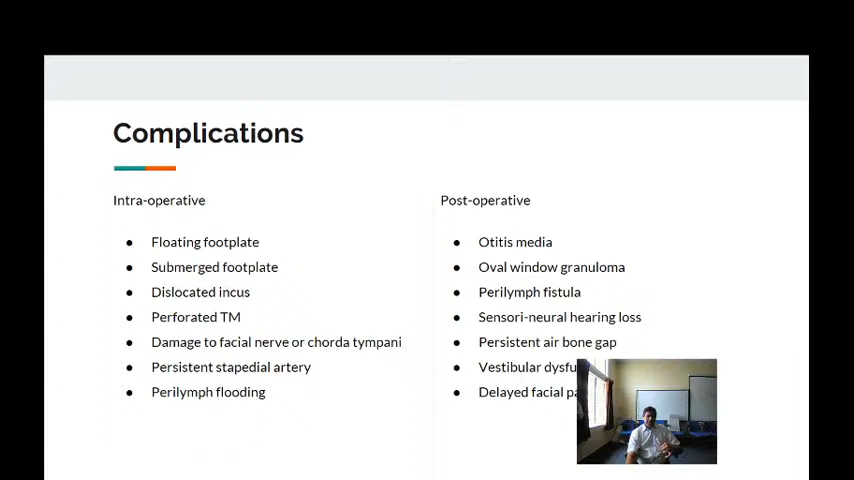 Complications
Intra-operative
● Floating footplate
● Submerged footplate
● Dislocated incus
● Perforated TM
● Damage to facial nerve or chorda tympani
● Persistent stapedial artery
● Perilymph flooding
Post-operative
● Otitis media
● Oval window granuloma
● Perilymph fistula
● Sensori-neural hearing loss
● Persistent air bone gap
● Vestibular
● Delayed facial